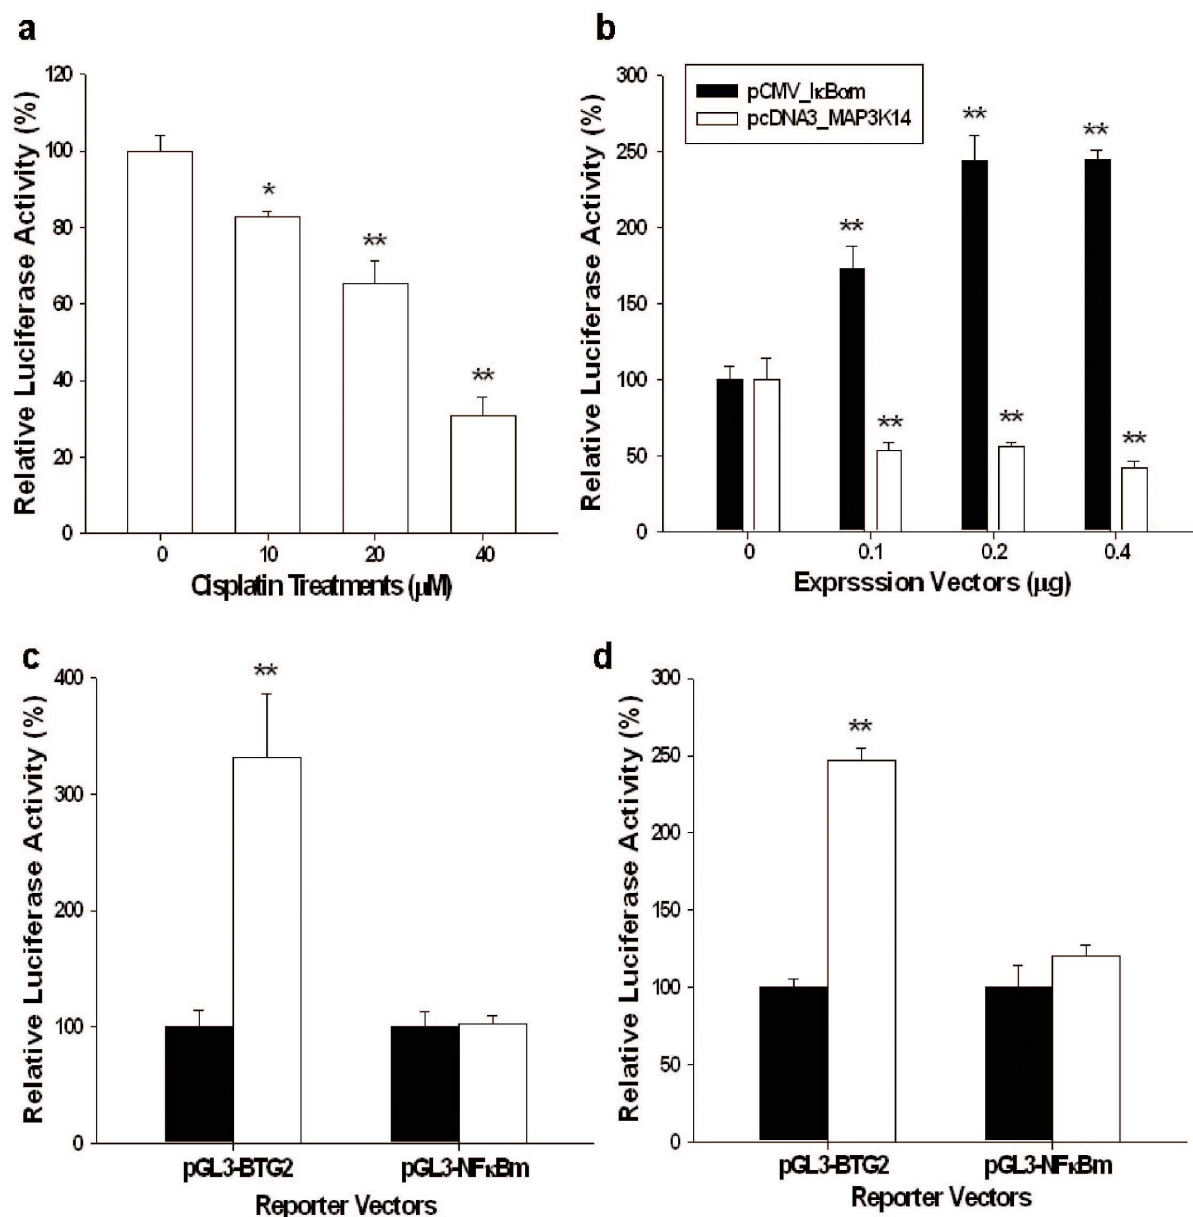 a
Relative Luciferase Activity (%)
120
100
80
60
40
20
0
*
**
**
0 10 20 40
Cisplatin Treatments (μM)
b
Relative Luciferase Activity (%)
300
250
200
150
100
50
0
pCMV_IκBαm
pcDNA3_MAP3K14
**
**
**
**
**
**
0 0.1 0.2 0.4
Exprsssion Vectors (μg)
c
Relative Luciferase Activity (%)
400
300
200
100
0
**
pGL3-BTG2 pGL3-NFκBm
Reporter Vectors
d
Relative Luciferase Activity (%)
300
250
200
150
100
50
0
**
pGL3-BTG2 pGL3-NFκBm
Reporter Vectors